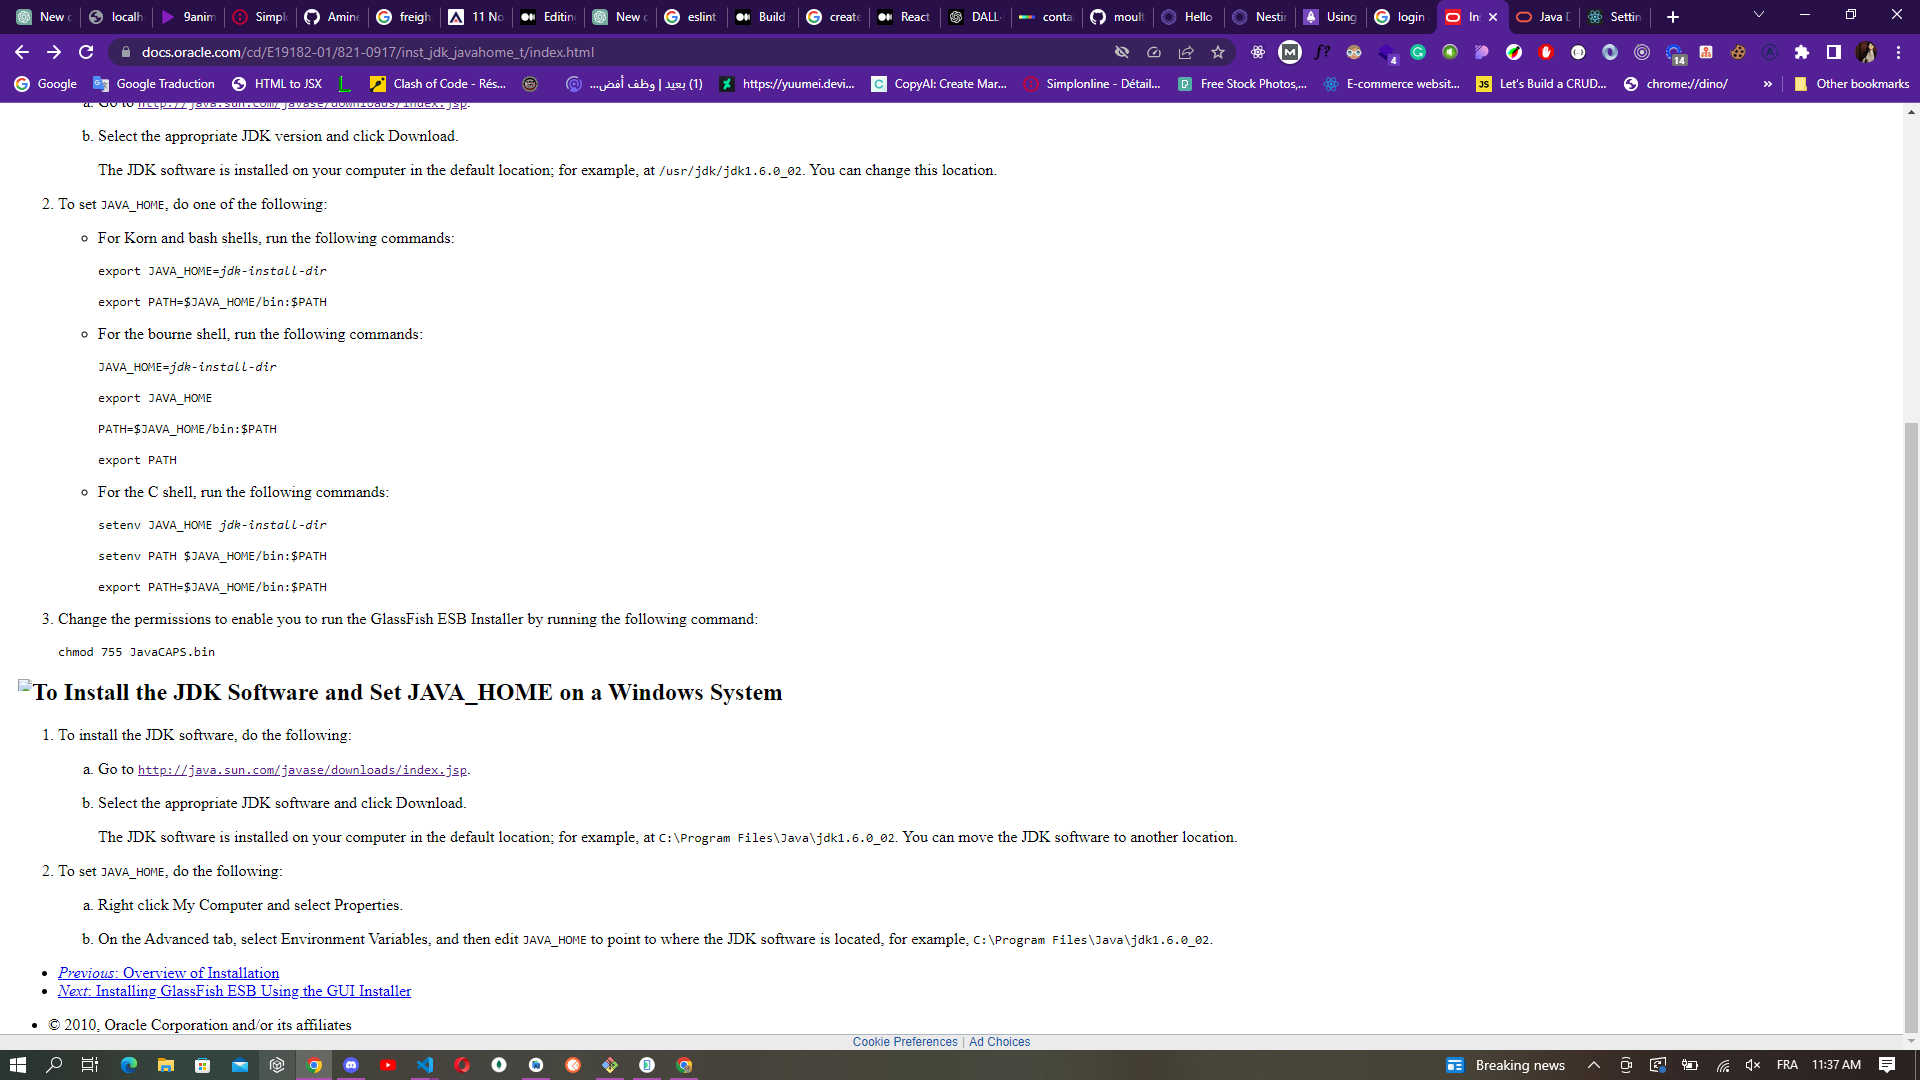 New c
localh
9anim
Simpl
Amine
freigh
11 No
Editin
New c
eslint
Build
create
React
DALL·
contai
moult
Hello
Nestin
Using
login
In
Java D
Settin
docs.oracle.com/cd/E19182-01/821-0917/inst_jdk_javahome_t/index.html
4
14
Google
Google Traduction
HTML to JSX
Clash of Code - Rés...
(1) بعيد | وظف أفض...
https://yuumei.devi...
CopyAI: Create Mar...
Simplonline - Détail...
Free Stock Photos,...
E-commerce websit...
Let's Build a CRUD...
chrome://dino/
»
Other bookmarks
a. Go to http://java.sun.com/javase/downloads/index.jsp.
b. Select the appropriate JDK version and click Download.
The JDK software is installed on your computer in the default location; for example, at /usr/jdk/jdk1.6.0_02. You can change this location.
2. To set JAVA_HOME, do one of the following:
For Korn and bash shells, run the following commands:
export JAVA_HOME=jdk-install-dir
export PATH=$JAVA_HOME/bin:$PATH
For the bourne shell, run the following commands:
JAVA_HOME=jdk-install-dir
export JAVA_HOME
PATH=$JAVA_HOME/bin:$PATH
export PATH
For the C shell, run the following commands:
setenv JAVA_HOME jdk-install-dir
setenv PATH $JAVA_HOME/bin:$PATH
export PATH=$JAVA_HOME/bin:$PATH
3. Change the permissions to enable you to run the GlassFish ESB Installer by running the following command:
chmod 755 JavaCAPS.bin
To Install the JDK Software and Set JAVA_HOME on a Windows System
1. To install the JDK software, do the following:
a. Go to http://java.sun.com/javase/downloads/index.jsp.
b. Select the appropriate JDK software and click Download.
The JDK software is installed on your computer in the default location; for example, at C:\Program Files\Java\jdk1.6.0_02. You can move the JDK software to another location.
2. To set JAVA_HOME, do the following:
a. Right click My Computer and select Properties.
b. On the Advanced tab, select Environment Variables, and then edit JAVA_HOME to point to where the JDK software is located, for example, C:\Program Files\Java\jdk1.6.0_02.
Previous: Overview of Installation
Next: Installing GlassFish ESB Using the GUI Installer
© 2010, Oracle Corporation and/or its affiliates
Cookie Preferences | Ad Choices
Breaking news
FRA
11:37 AM